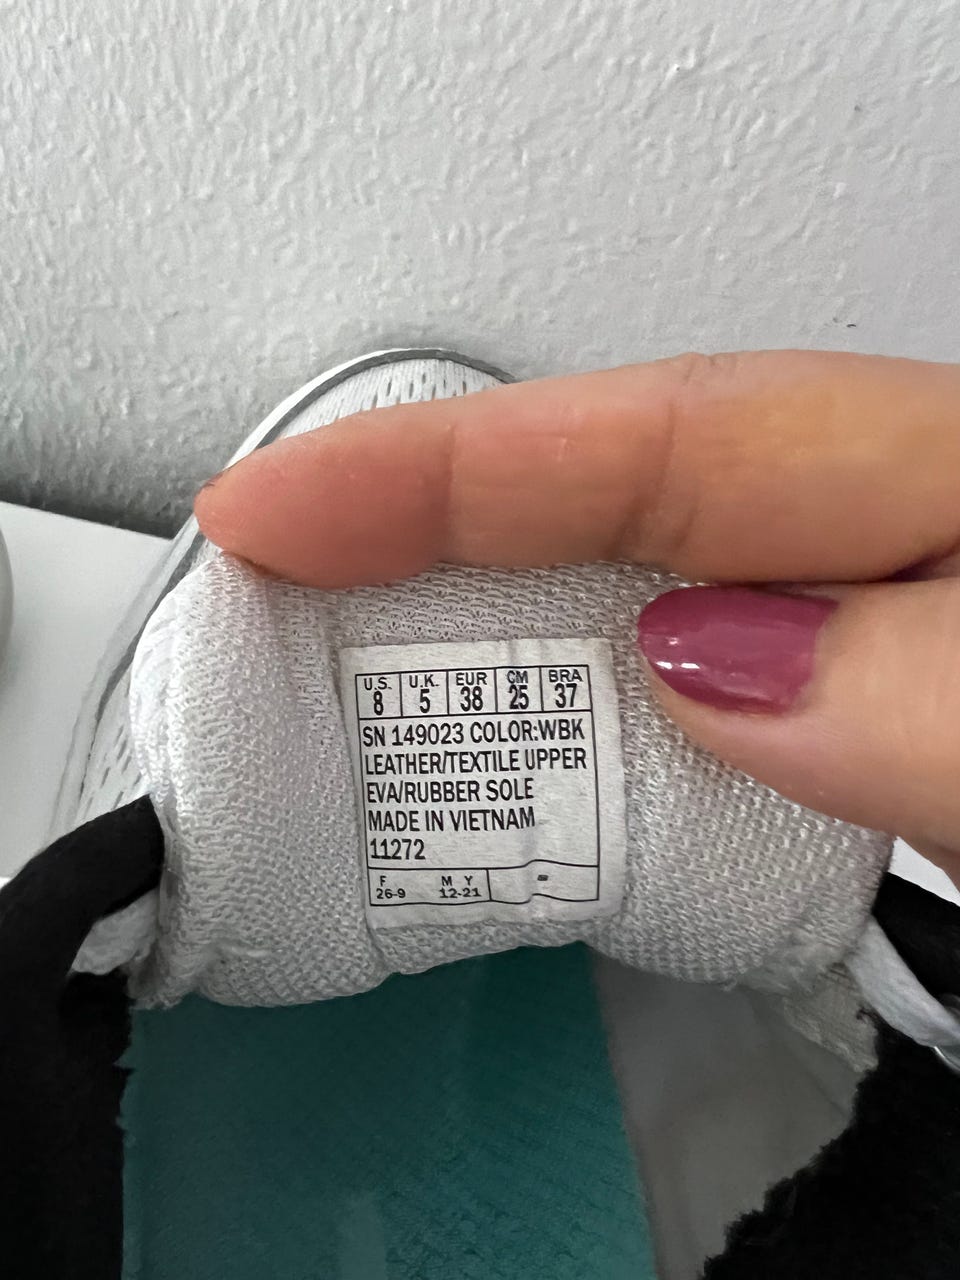 U.S. U.K. EUR CM BRA
8 5 38 25 37
SN 149023 COLOR:WBK
LEATHER/TEXTILE UPPER
EVA/RUBBER SOLE
MADE IN VIETNAM
11272
F M Y
26-9 12-21 -